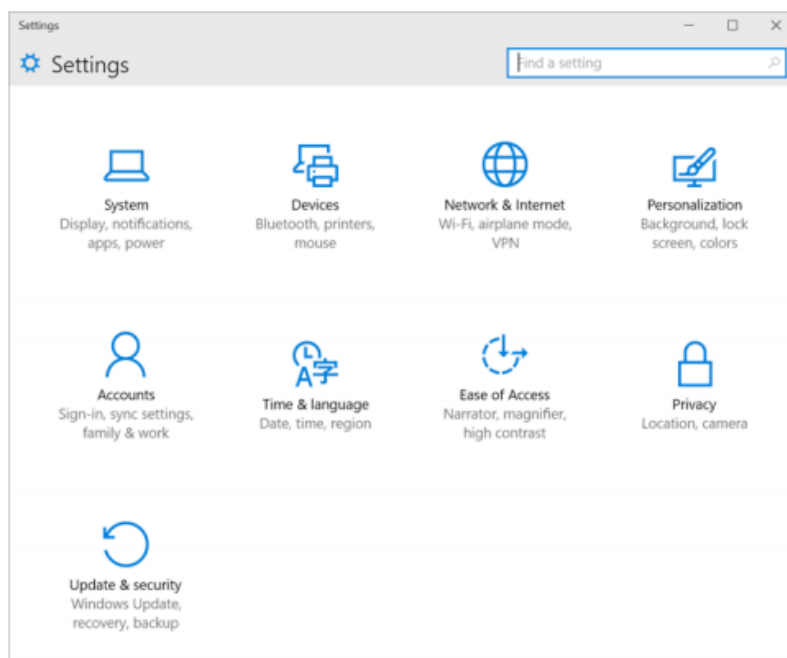 Settings
Settings
Find a setting
System
Display, notifications,
apps, power
Devices
Bluetooth, printers,
mouse
Network & Internet
Wi-Fi, airplane mode,
VPN
Personalization
Background, lock
screen, colors
Accounts
Sign-in, sync settings,
family & work
A字
Time & language
Date, time, region
Ease of Access
Narrator, magnifier,
high contrast
Privacy
Location, camera
Update & security
Windows Update,
recovery, backup